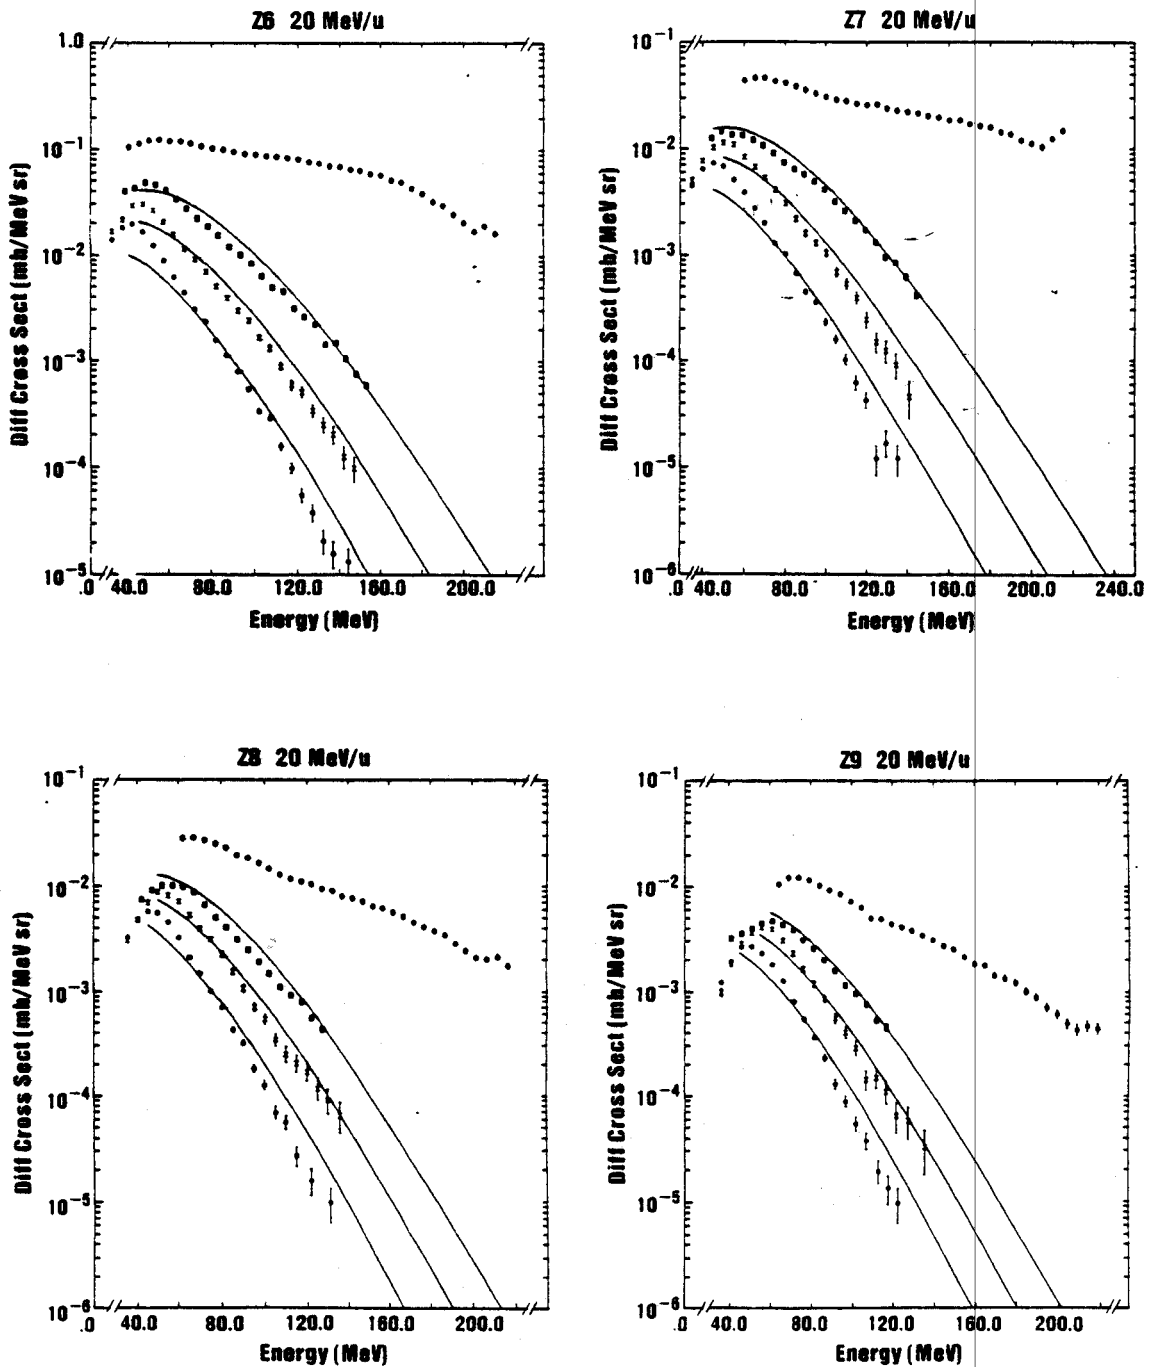 Z6 20 MeV/u
Diff Cross Sect (mb/MeV sr)
1.0
10−1
10−2
10−3
10−4
10−5
.0 40.0 80.0 120.0 160.0 200.0
Energy (MeV)
Z7 20 MeV/u
Diff Cross Sect (mb/MeV sr)
10−1
10−2
10−3
10−4
10−5
10−6
.0 40.0 80.0 120.0 160.0 200.0 240.0
Energy (MeV)
Z8 20 MeV/u
Diff Cross Sect (mb/MeV sr)
10−1
10−2
10−3
10−4
10−5
10−6
.0 40.0 80.0 120.0 160.0 200.0
Energy (MeV)
Z9 20 MeV/u
Diff Cross Sect (mb/MeV sr)
10−1
10−2
10−3
10−4
10−5
10−6
.0 40.0 80.0 120.0 160.0 200.0
Energy (MeV)